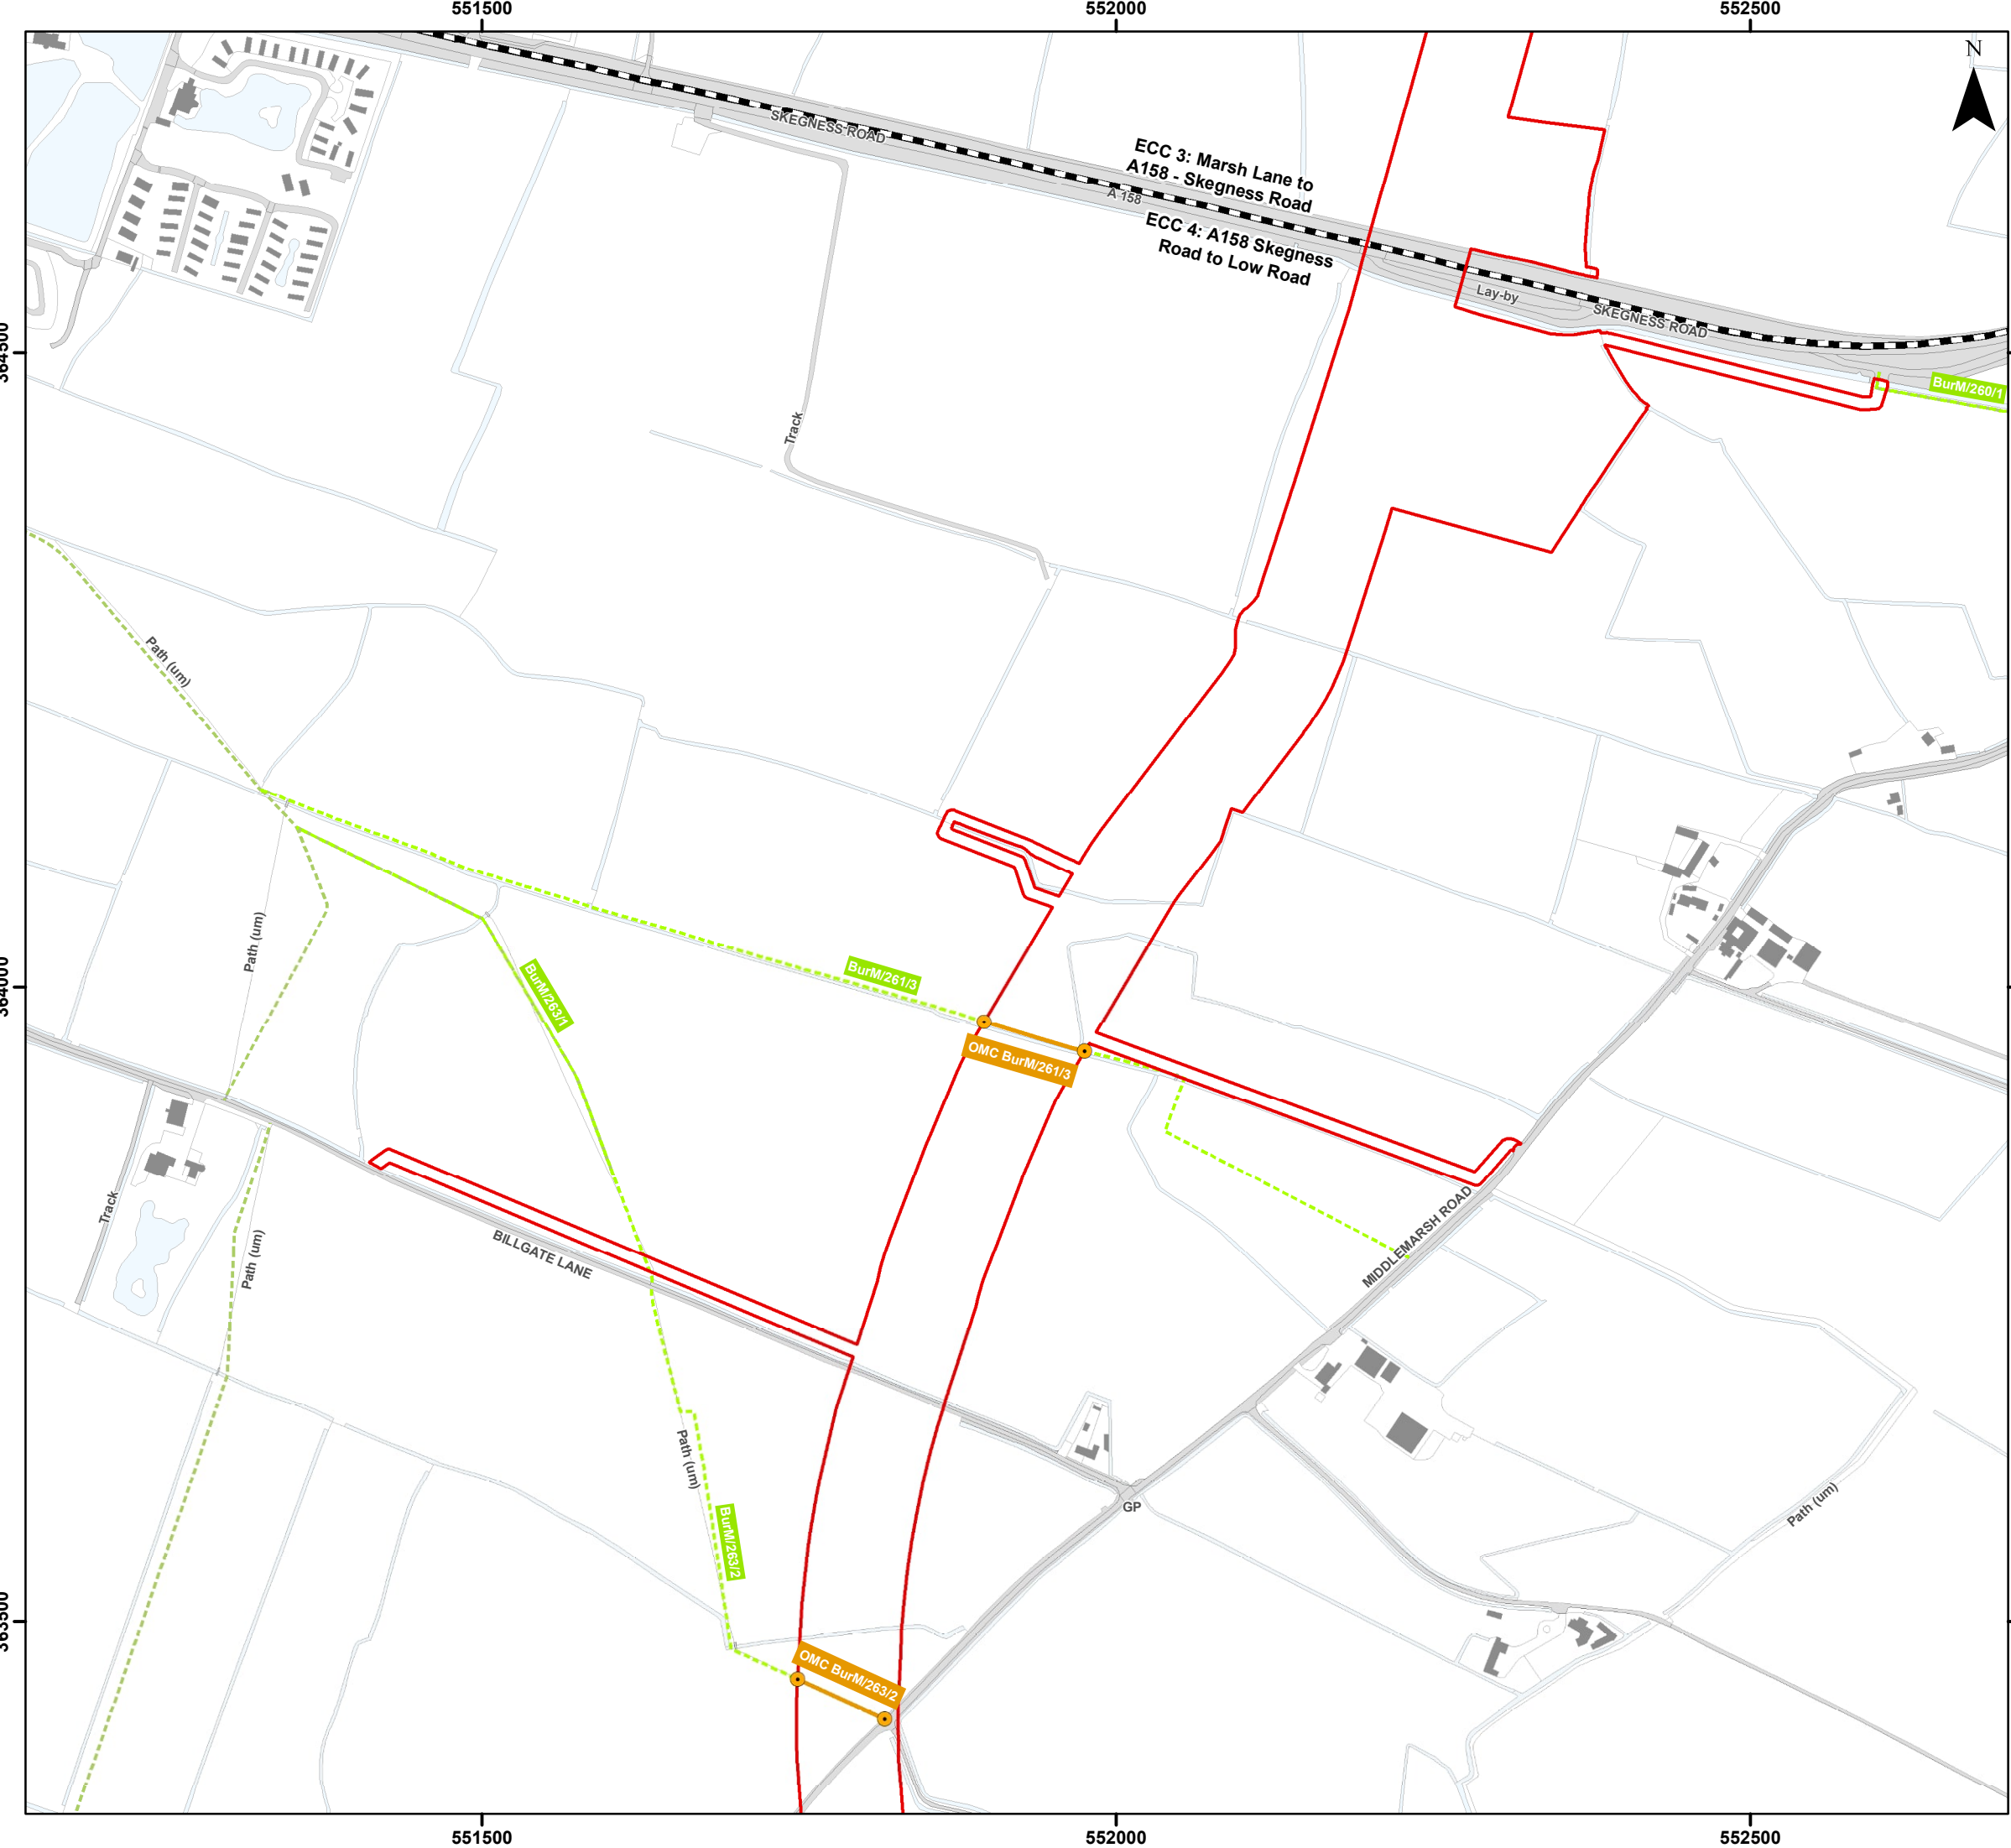 551500
552000
552500
N
SKEGNESS ROAD
ECC 3: Marsh Lane to
A158 - Skegness Road
A 158
ECC 4: A158 Skegness
Road to Low Road
Lay-by
SKEGNESS ROAD
BurM/260/1
Track
Path (um)
Path (um)
BurM/261/3
BurM/263/1
OMC BurM/261/3
Track
Path (um)
BILLGATE LANE
MIDDLEMARSH ROAD
Path (um)
BurM/263/2
GP
Path (um)
OMC BurM/263/2
551500
552000
552500